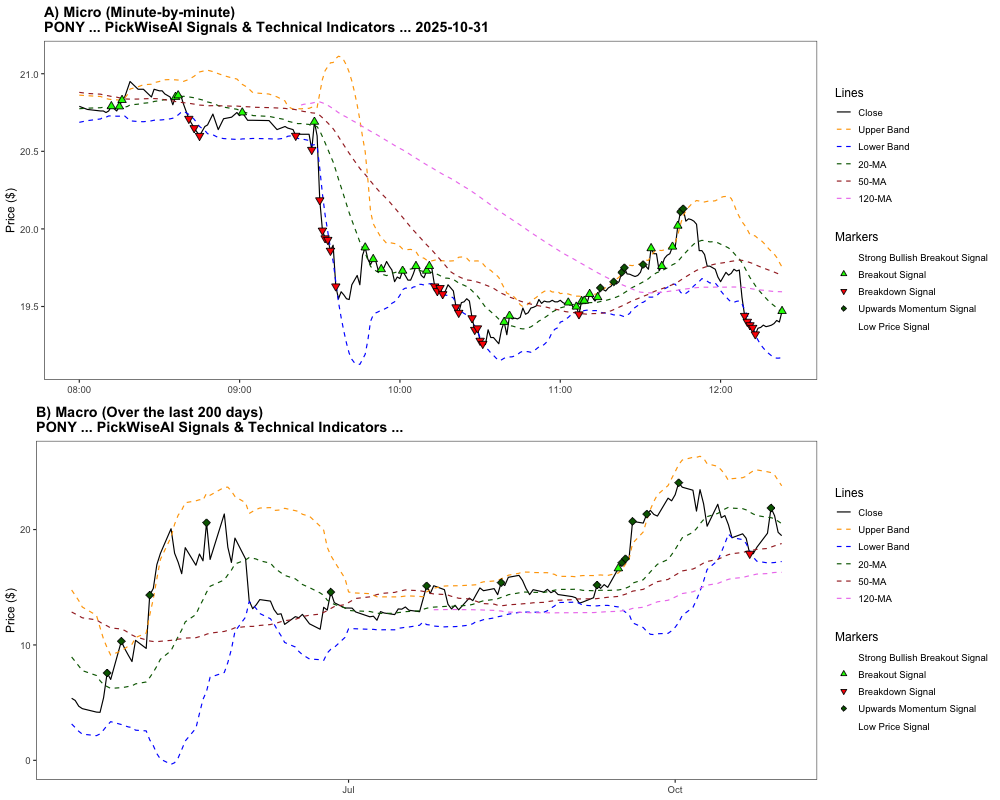 A) Micro (Minute-by-minute)
PONY ... PickWiseAI Signals & Technical Indicators ... 2025-10-31
Price ($)
21.0
20.5
20.0
19.5
08:00
09:00
10:00
11:00
12:00
Lines
Close
Upper Band
Lower Band
20-MA
50-MA
120-MA
Markers
Strong Bullish Breakout Signal
Breakout Signal
Breakdown Signal
Upwards Momentum Signal
Low Price Signal
B) Macro (Over the last 200 days)
PONY ... PickWiseAI Signals & Technical Indicators ...
Price ($)
20
10
0
Jul
Oct
Lines
Close
Upper Band
Lower Band
20-MA
50-MA
120-MA
Markers
Strong Bullish Breakout Signal
Breakout Signal
Breakdown Signal
Upwards Momentum Signal
Low Price Signal